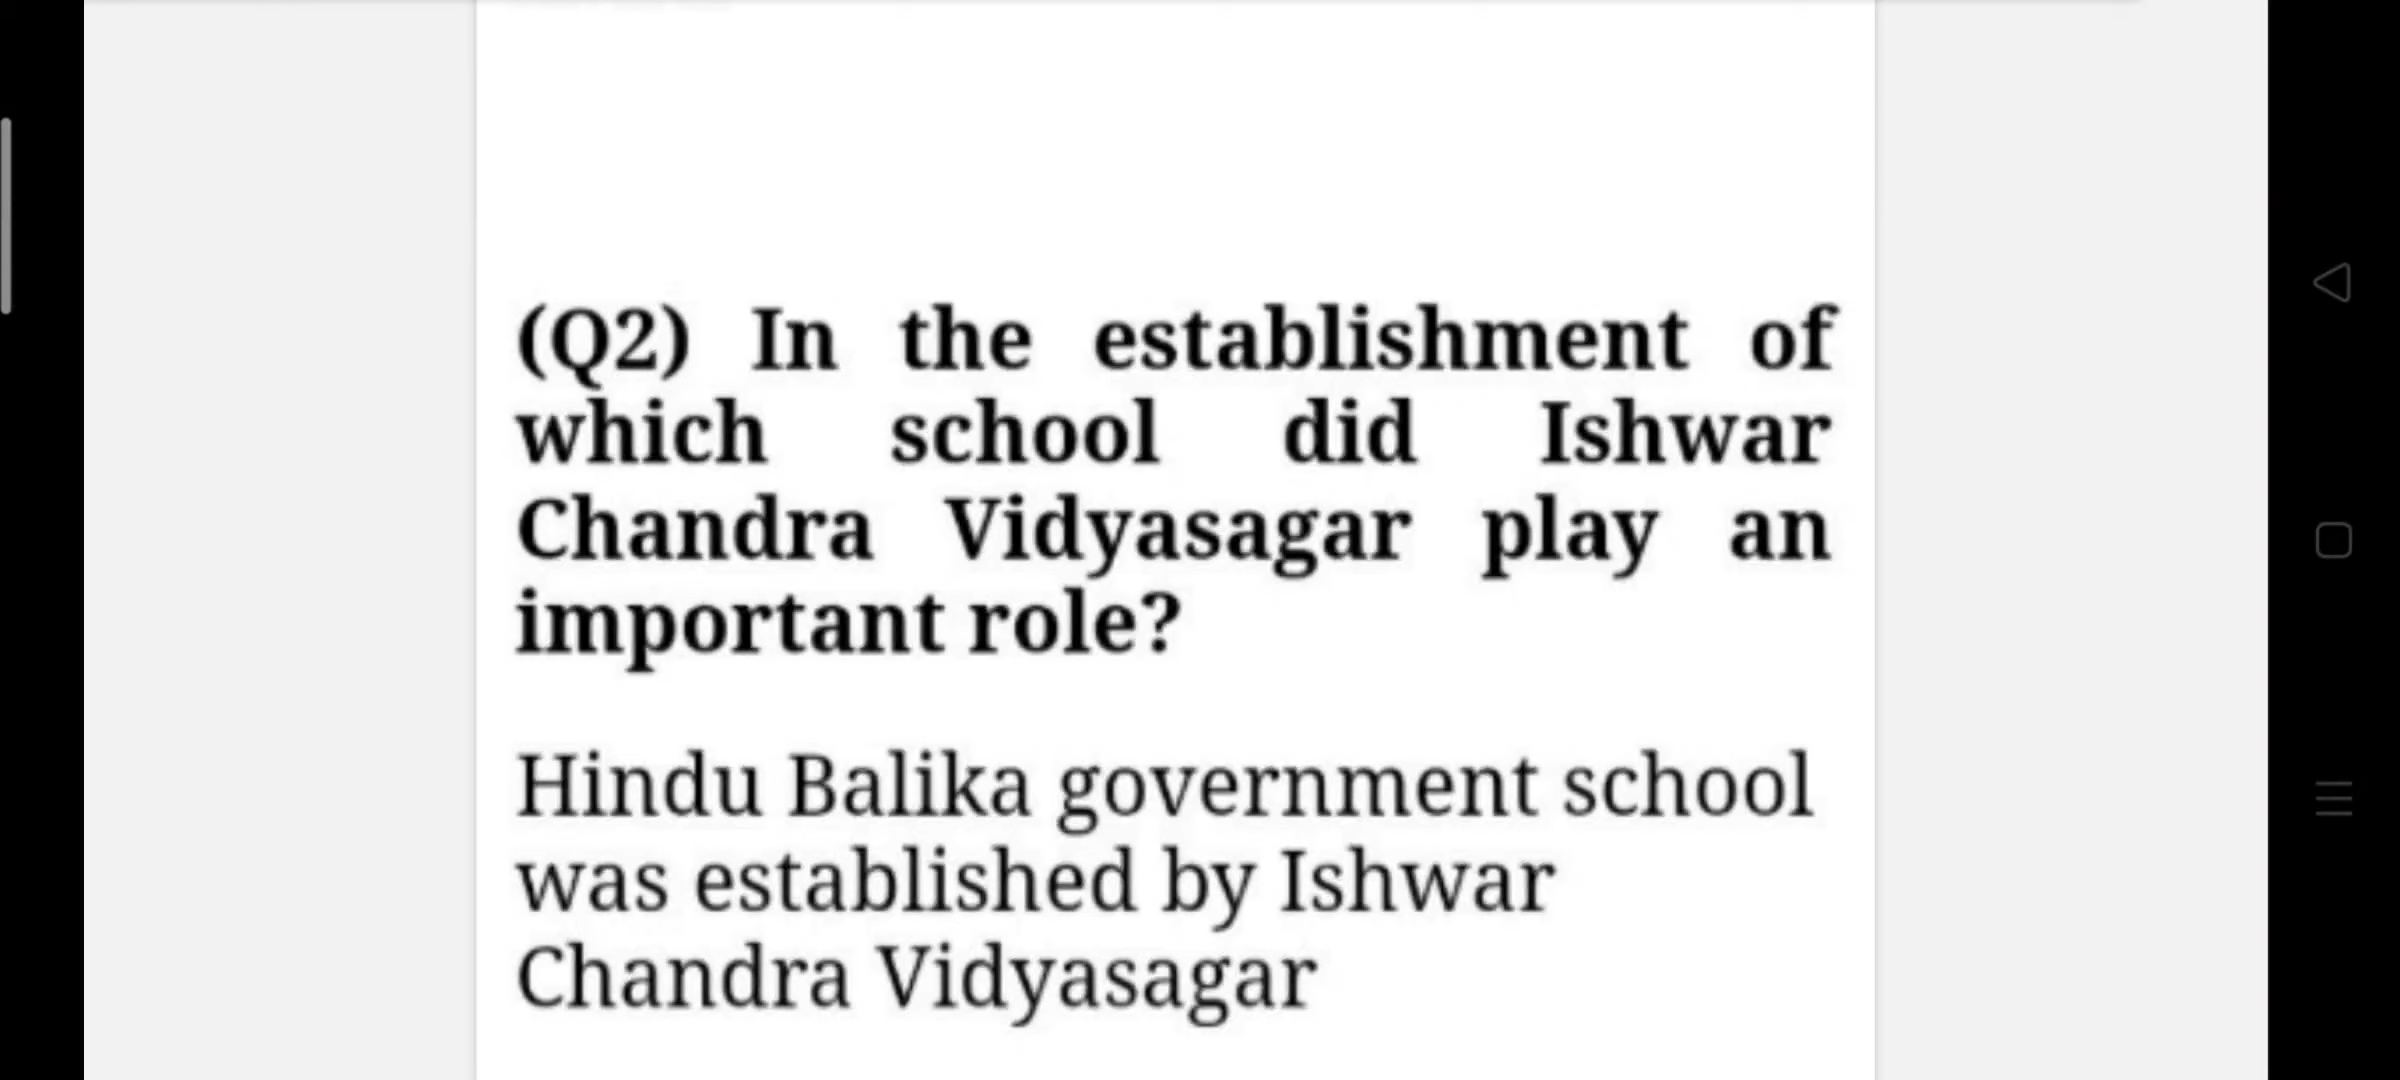 (Q2) In the establishment of
which school did Ishwar
Chandra Vidyasagar play an
important role?
Hindu Balika government school
was established by Ishwar
Chandra Vidyasagar